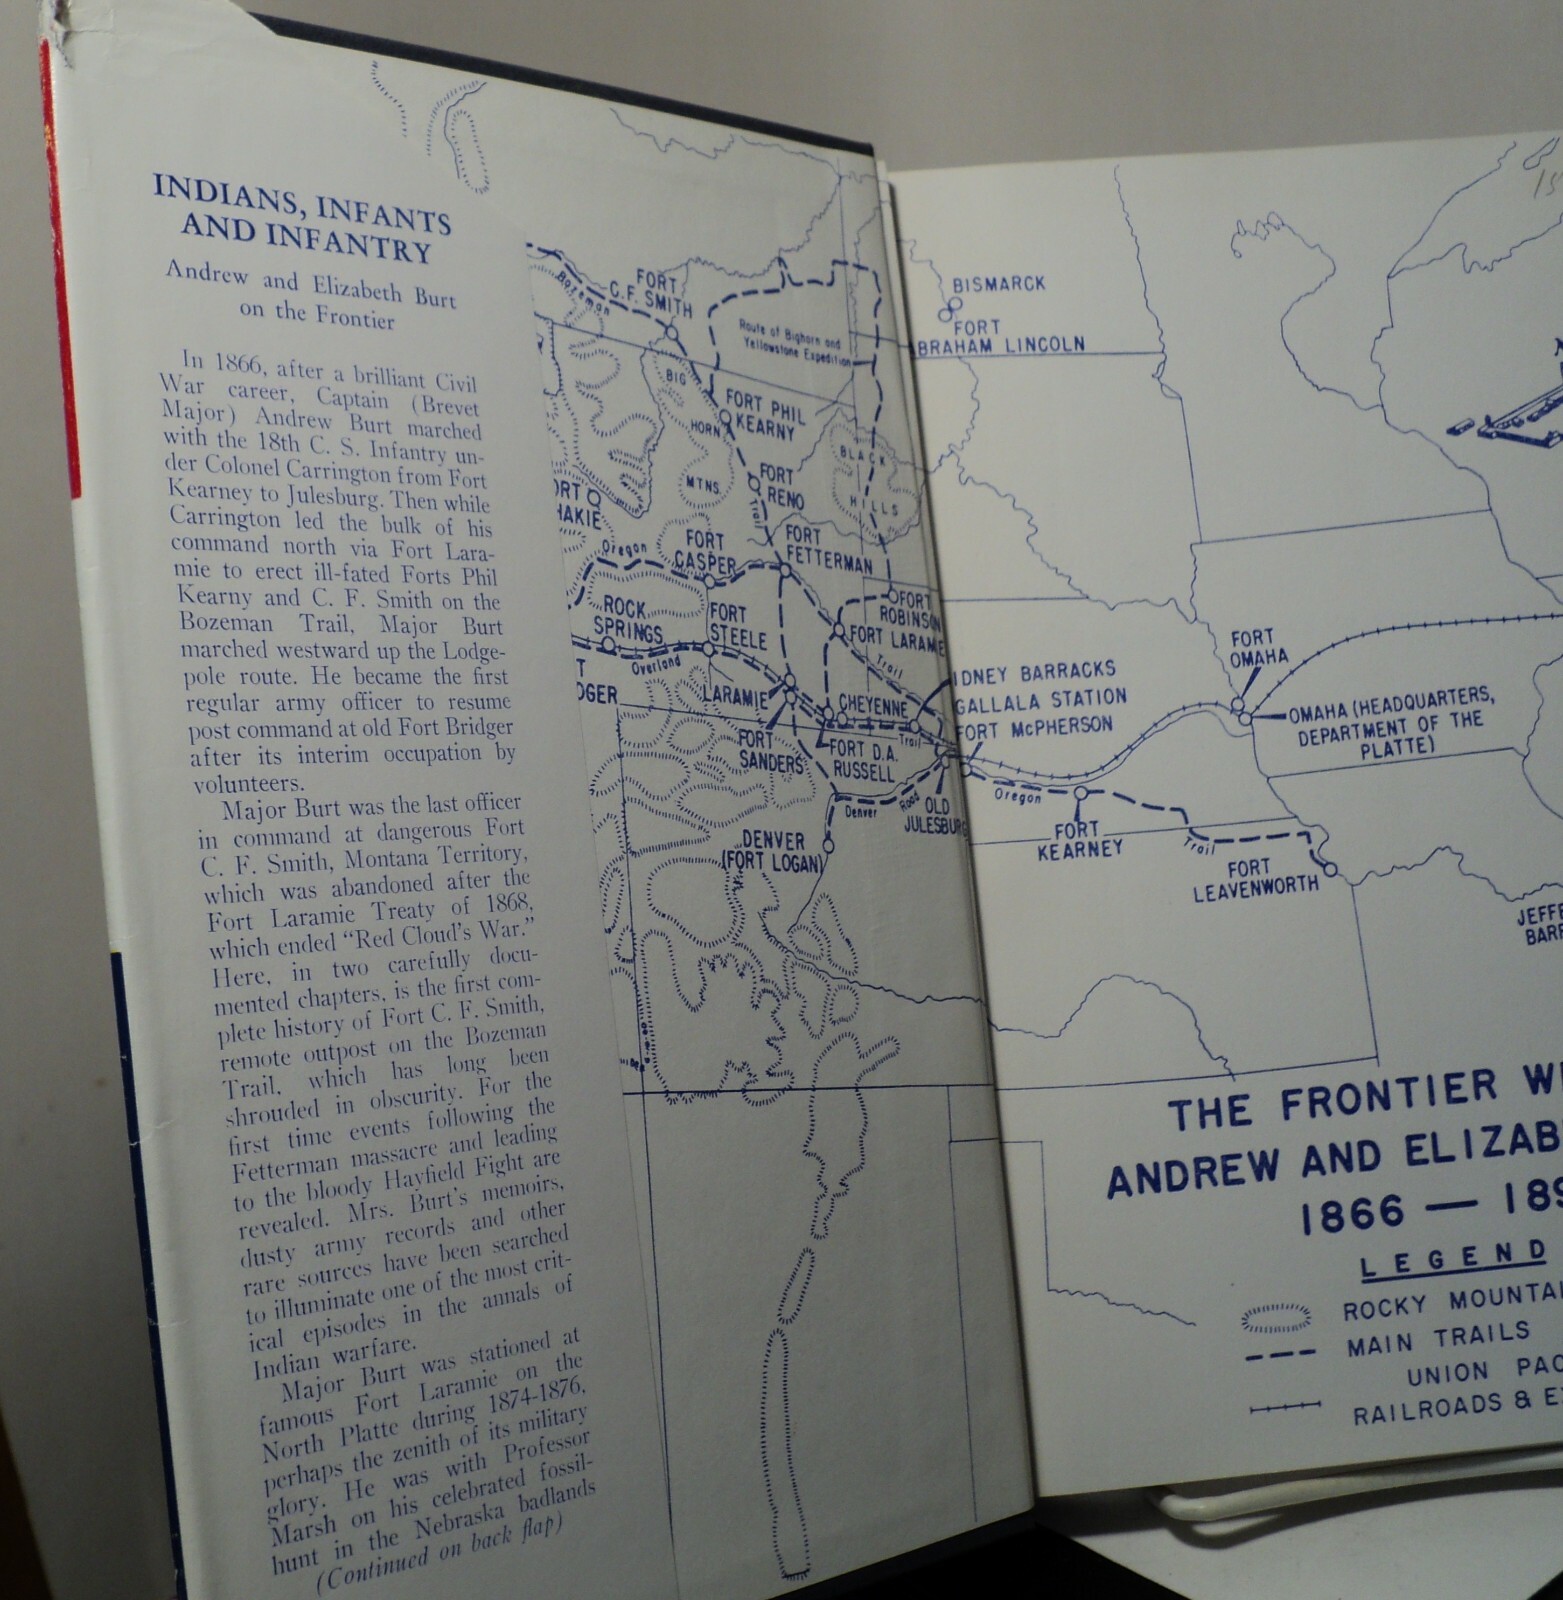 INDIANS, INFANTS
AND INFANTRY
Andrew and Elizabeth Burt
on the Frontier
In 1866, after a brilliant Civil
War career, Captain (Brevet
Major) Andrew Burt marched
with the 18th C. S. Infantry un-
der Colonel Carrington from Fort
Kearney to Julesburg. Then while
Carrington led the bulk of his
command north via Fort Lara-
mie to erect ill-fated Forts Phil
Kearny and C. F. Smith on the
Bozeman Trail, Major Burt
marched westward up the Lodge-
pole route. He became the first
regular army officer to resume
post command at old Fort Bridger
after its interim occupation by
volunteers.
Major Burt was the last officer
in command at dangerous Fort
C. F. Smith, Montana Territory,
which was abandoned after the
Fort Laramie Treaty of 1868,
which ended “Red Cloud's War.”
Here, in two carefully docu-
mented chapters, is the first com-
plete history of Fort C. F. Smith,
remote outpost on the Bozeman
Trail, which has long been
shrouded in obscurity. For the
first time events following the
Fetterman massacre and leading
to the bloody Hayfield Fight are
revealed. Mrs. Burt's memoirs,
dusty army records and other
rare sources have been searched
to illuminate one of the most crit-
ical episodes in the annals of
Indian warfare.
Major Burt was stationed at
famous Fort Laramie on the
North Platte during 1874-1876,
perhaps the zenith of its military
glory. He was with Professor
Marsh on his celebrated fossil-
hunt in the Nebraska badlands
(Continued on back flap)
Bozeman
FORT
C.F. SMITH
Route of Bighorn and
Yellowstone Expedition
BIG
HORN
MTNS.
FORT PHIL
KEARNY
BLACK
HILLS
FORT
RENO
Trail
ORT
HAKIE
Oregon
FORT
CASPER
FORT
FETTERMAN
ROCK
SPRINGS
FORT
STEELE
FORT
ROBINSON
FORT LARAMIE
Trail
Overland
T
DGER
LARAMIE
CHEYENNE
Trail
FORT
SANDERS
FORT D.A.
RUSSELL
Denver
Road
OLD
JULESBURG
DENVER
(FORT LOGAN)
BISMARCK
FORT
BRAHAM LINCOLN
IDNEY BARRACKS
GALLALA STATION
FORT McPHERSON
FORT
OMAHA
OMAHA (HEADQUARTERS,
DEPARTMENT OF THE
PLATTE)
Oregon
FORT
KEARNEY
Trail
FORT
LEAVENWORTH
JEFFE
BARR
THE FRONTIER W
ANDREW AND ELIZAB
1866 — 189
LEGEND
ROCKY MOUNTAI
MAIN TRAILS
UNION PAC
RAILROADS & E